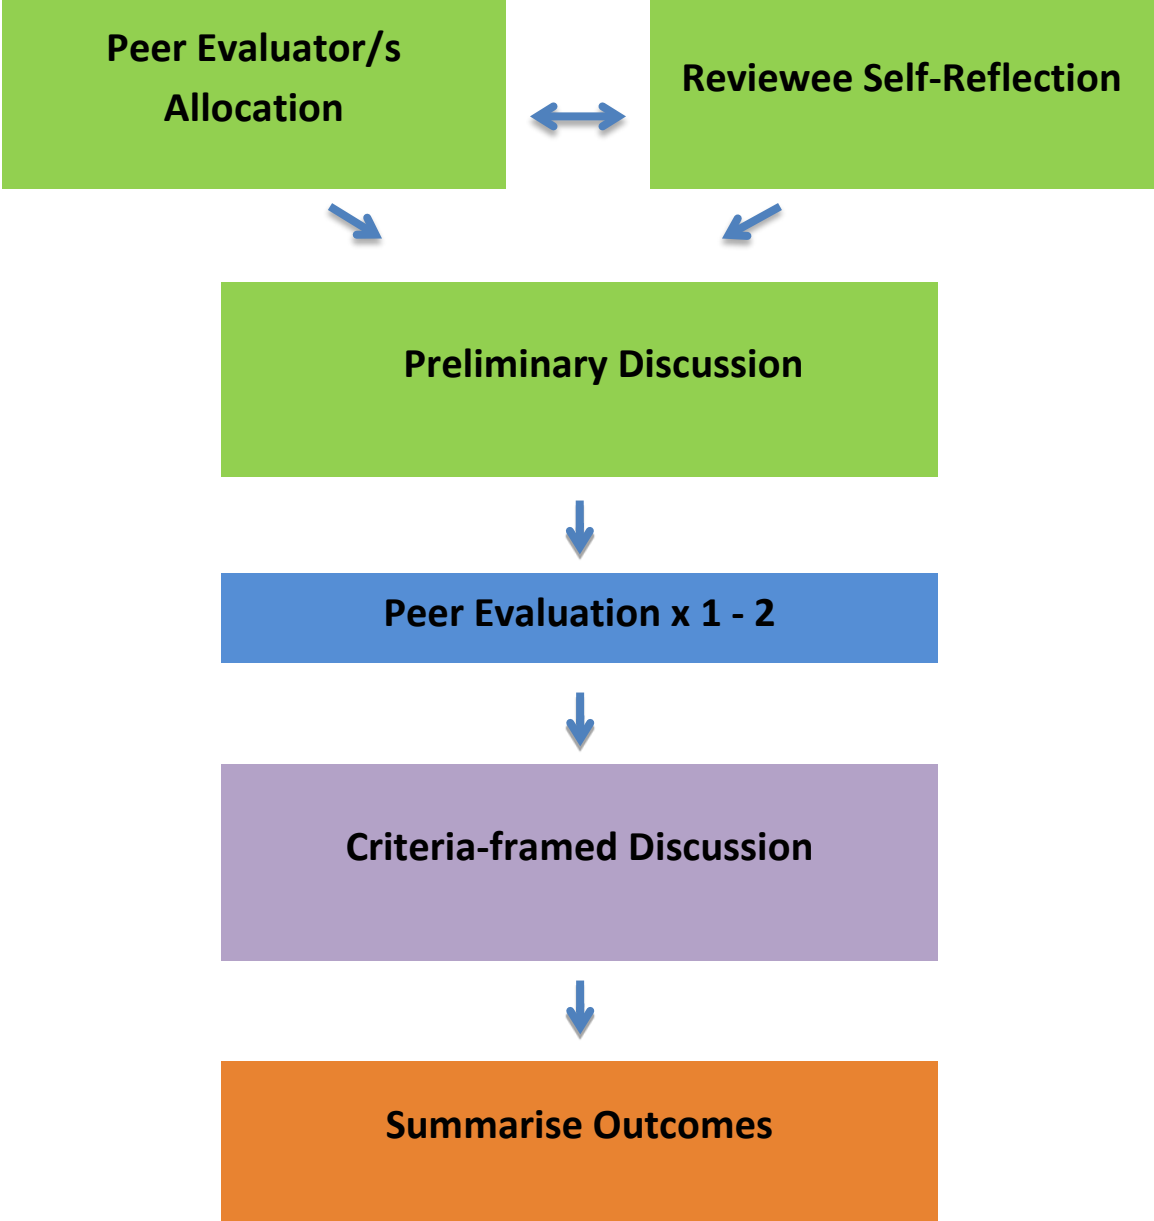 Peer Evaluator/s
Allocation
Reviewee Self-Reflection
Preliminary Discussion
Peer Evaluation x 1 - 2
Criteria-framed Discussion
Summarise Outcomes